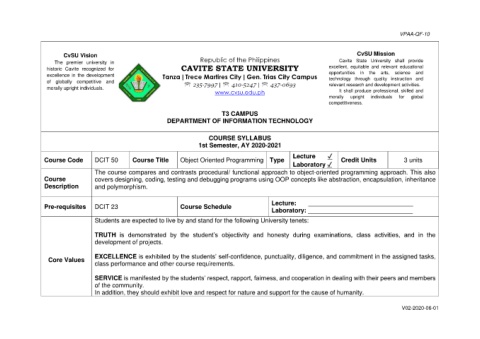 VPAA-QF-10
CvSU Vision
The premier university in
historic Cavite recognized for
excellence in the development
of globally competitive and
morally upright individuals.
Republic of the Philippines
CAVITE STATE UNIVERSITY
Tanza | Trece Martires City | Gen. Trias City Campus
☏ 235-7997 | ☏ 410-5247 | ☏ 437-0693
www.cvsu.edu.ph
CvSU Mission
Cavite State University shall provide
excellent, equitable and relevant educational
opportunities in the arts, science and
technology through quality instruction and
relevant research and development activities.
It shall produce professional, skilled and
morally upright individuals for global
competitiveness.
T3 CAMPUS
DEPARTMENT OF INFORMATION TECHNOLOGY
COURSE SYLLABUS
1st Semester, AY 2020-2021
Course Code DCIT 50 Course Title Object Oriented Programming Type Lecture ✓ Laboratory ✓ Credit Units 3 units
Course Description
The course compares and contrasts procedural/ functional approach to object-oriented programming approach. This also
covers designing, coding, testing and debugging programs using OOP concepts like abstraction, encapsulation, inheritance
and polymorphism.
Pre-requisites DCIT 23 Course Schedule Lecture: ____ Laboratory: ____
Core Values
Students are expected to live by and stand for the following University tenets:
TRUTH is demonstrated by the student's objectivity and honesty during examinations, class activities, and in the
development of projects.
EXCELLENCE is exhibited by the students' self-confidence, punctuality, diligence, and commitment in the assigned tasks,
class performance and other course requirements.
SERVICE is manifested by the students' respect, rapport, fairness, and cooperation in dealing with their peers and members
of the community.
In addition, they should exhibit love and respect for nature and support for the cause of humanity.
V02-2020-06-01